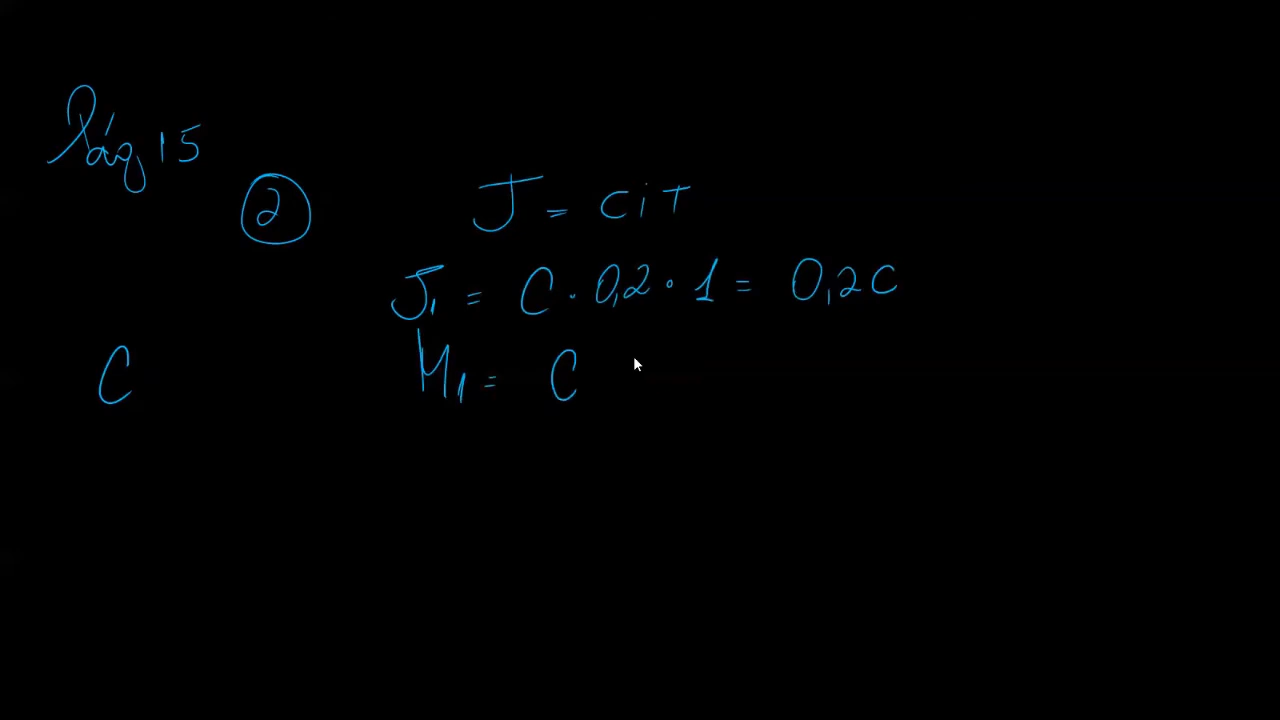 Pág 15
② J = CiT
J₁ = C · 0,2 · 1 = 0,2C
C M₁ = C